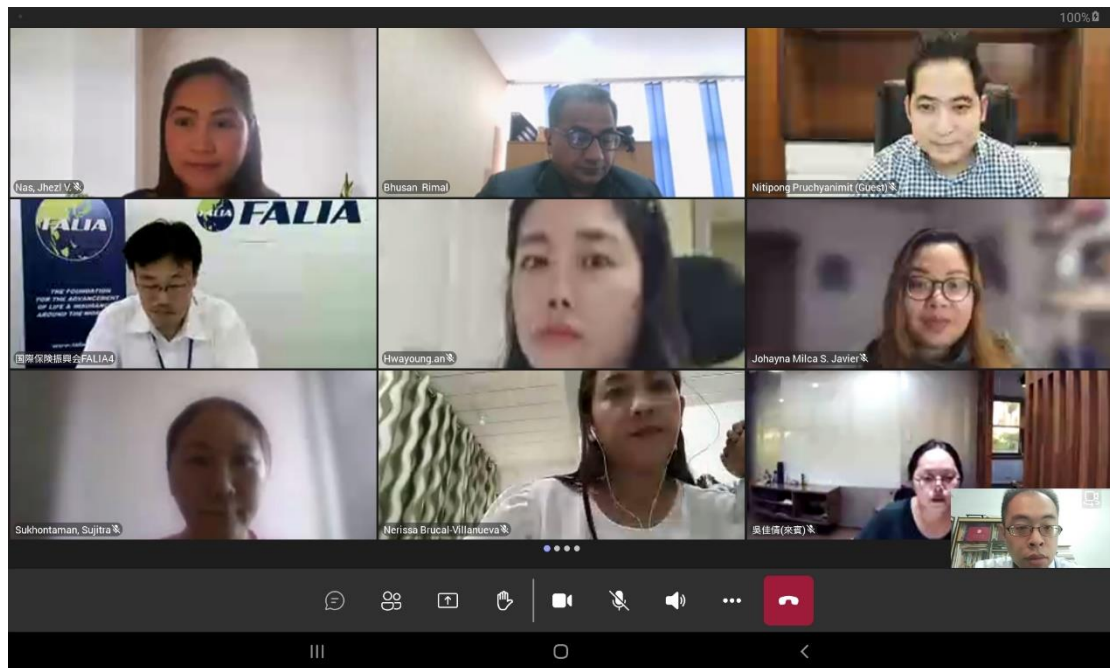 100%
Nas, Jhezl V.
Bhusan Rimal
Nitipong Pruchyanimit (Guest)
FALIA
THE FOUNDATION
FOR THE ADVANCEMENT
OF LIFE & INSURANCE
AROUND THE WORLD
FALIA
FALIA
国際保険振興会FALIA4
Hwayoung.an
Johayna Milca S. Javier
Sukhontaman, Sujitra
Nerissa Brucal-Villanueva
吳佳倩(來賓)